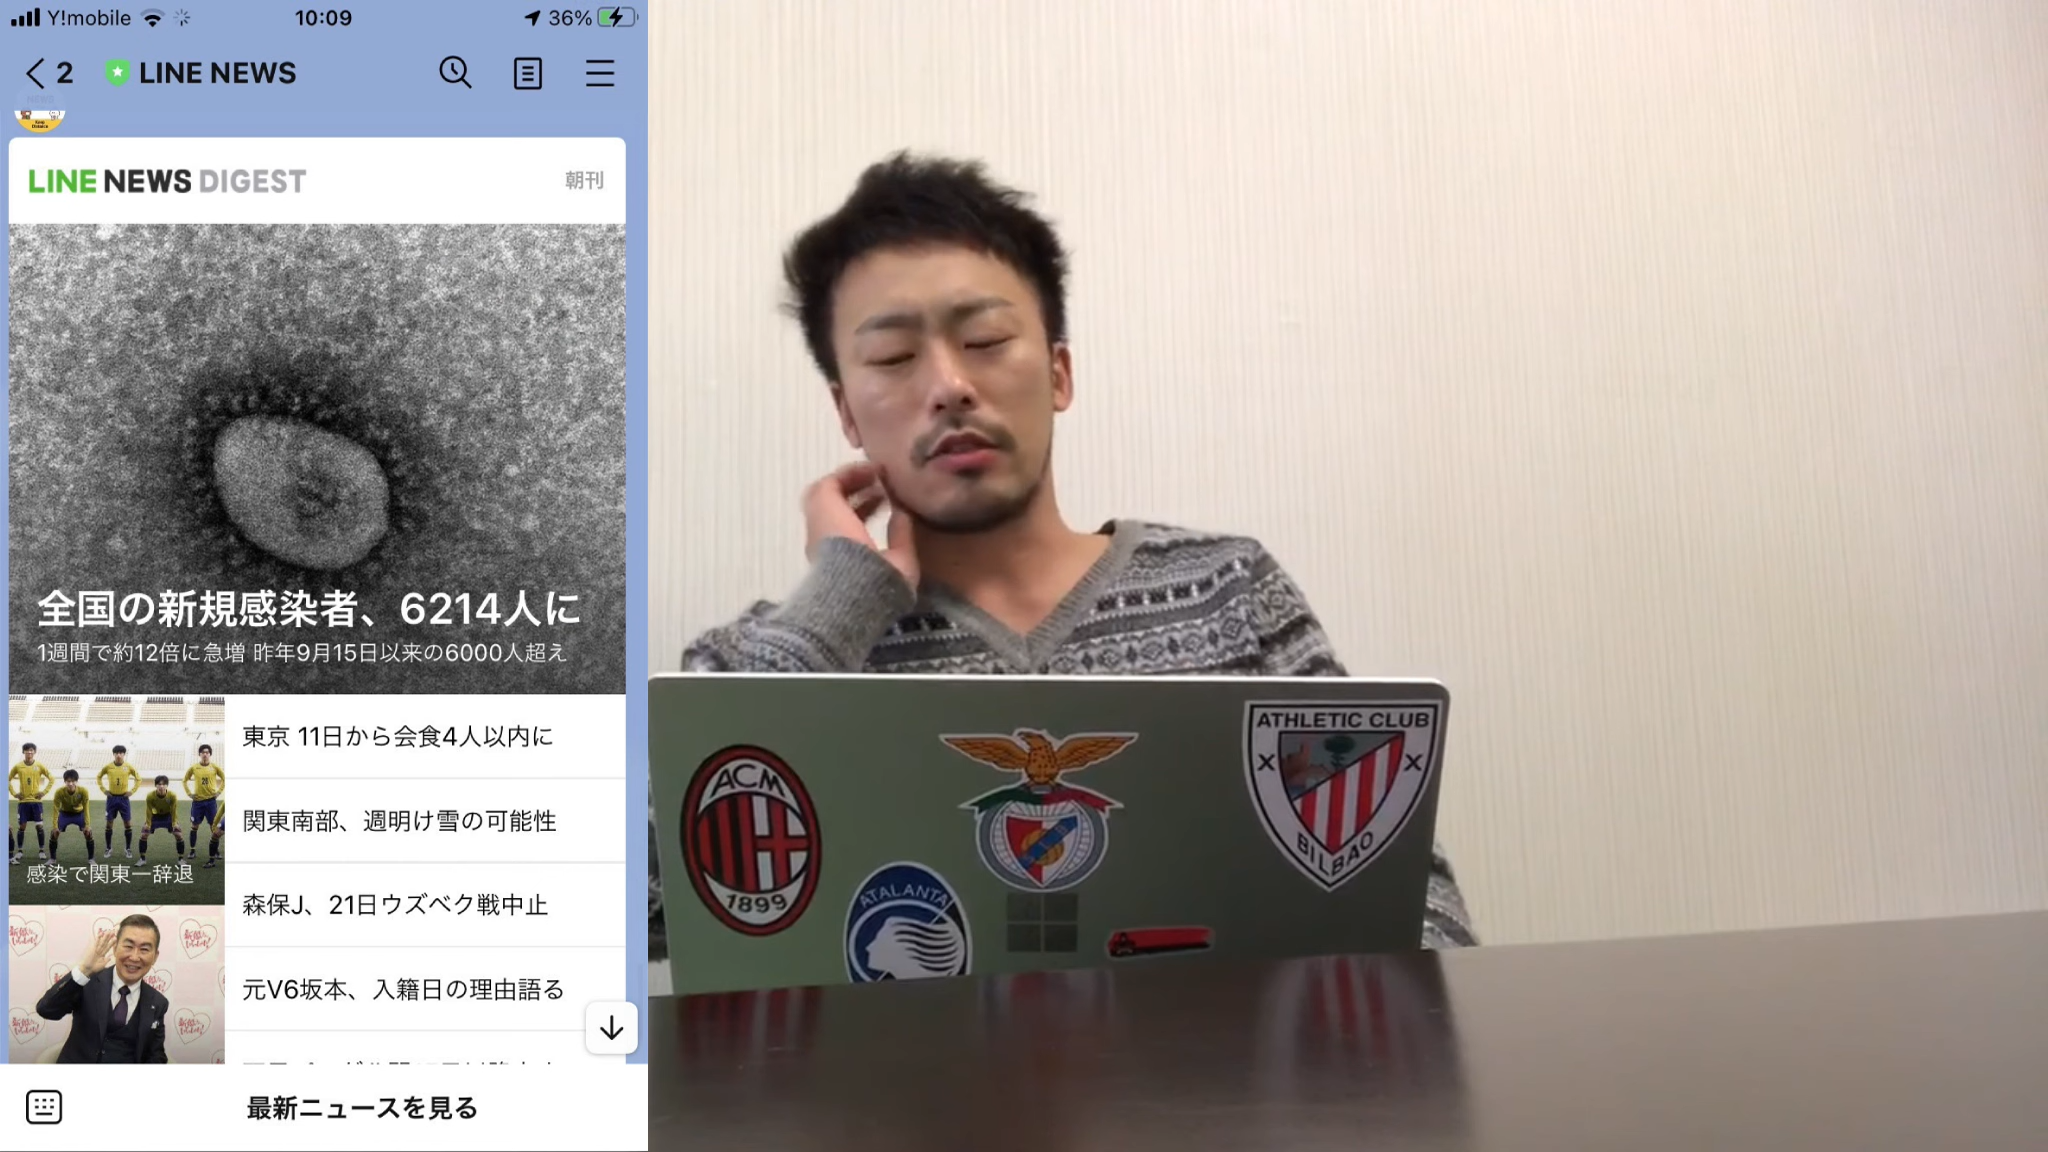 Y!mobile 10:09 36%
2 LINE NEWS
LINE NEWS DIGEST 朝刊
全国の新規感染者、6214人に
1週間で約12倍に急増 昨年9月15日以来の6000人超え
東京 11日から会食4人以内に
関東南部、週明け雪の可能性
感染で関東一辞退
森保J、21日ウズベク戦中止
元V6坂本、入籍日の理由語る
最新ニュースを見る
ACM
1899
ATALANTA
ATHLETIC CLUB
BILBAO